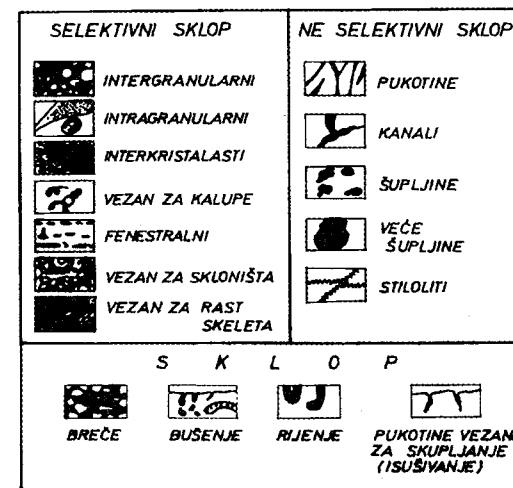 SELEKTIVNI SKLOP
INTERGRANULARNI
INTRAGRANULARNI
INTERKRISTALASTI
VEZAN ZA KALUPE
FENESTRALNI
VEZAN ZA SKLONIŠTA
VEZAN ZA RAST
SKELETA
NE SELEKTIVNI SKLOP
PUKOTINE
KANALI
ŠUPLJINE
VEĆE
ŠUPLJINE
STILOLITI
S K L O P
BREČE
BUŠENJE
RIJENJE
PUKOTINE VEZAN
ZA SKUPLJANJE
(ISUŠIVANJE)